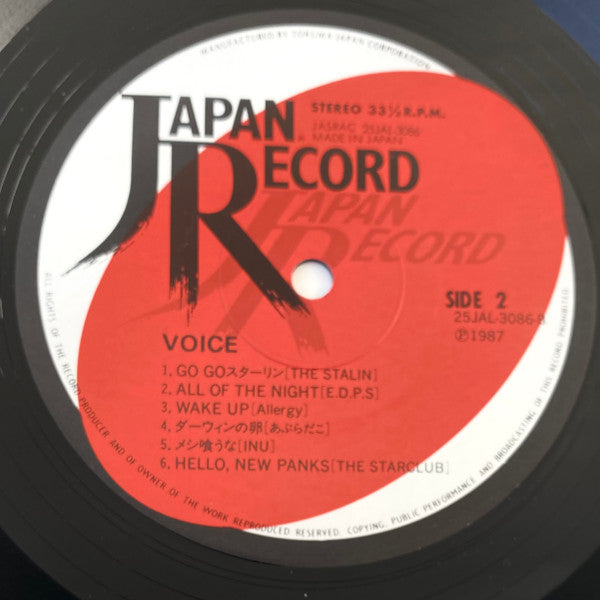 MANUFACTURED BY TOKUMA JAPAN CORPORATION
JAPAN RECORD
STEREO 33⅓ R.P.M.
JASRAC 25JAL-3086
MADE IN JAPAN
JAPAN RECORD
SIDE 2
25JAL-3086-B
Ⓟ1987
VOICE
1. GO GOスターリン[THE STALIN]
2. ALL OF THE NIGHT[E.D.P.S]
3. WAKE UP[Allergy]
4. ダーウィンの卵[あぶらだこ]
5. メシ喰うな[INU]
6. HELLO, NEW PANKS[THE STARCLUB]
ALL RIGHTS OF THE RECORD PRODUCER AND OF OWNER OF THE WORK REPRODUCED RESERVED. COPYING, PUBLIC PERFORMANCE AND BROADCASTING OF THIS RECORD PROHIBITED.